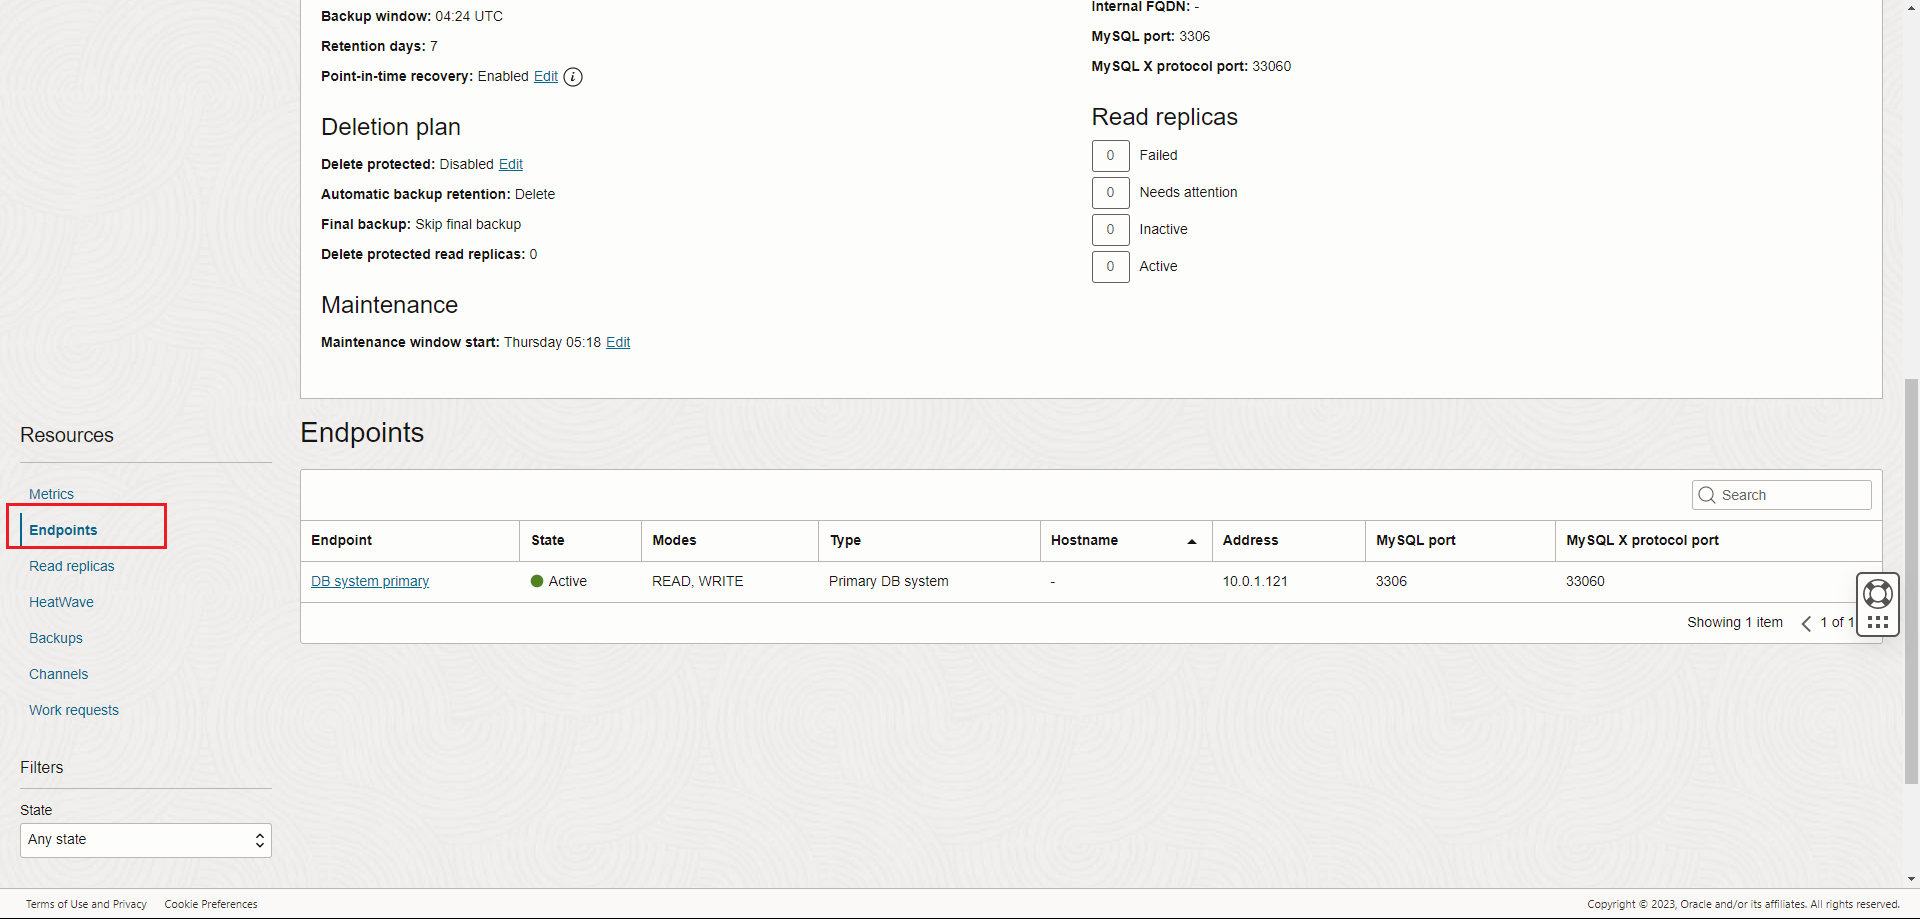 Backup window: 04:24 UTC
Retention days: 7
Point-in-time recovery: Enabled Edit i
Deletion plan
Delete protected: Disabled Edit
Automatic backup retention: Delete
Final backup: Skip final backup
Delete protected read replicas: 0
Maintenance
Maintenance window start: Thursday 05:18 Edit
Internal FQDN: -
MySQL port: 3306
MySQL X protocol port: 33060
Read replicas
0 Failed
0 Needs attention
0 Inactive
0 Active
Resources
Metrics
Endpoints
Read replicas
HeatWave
Backups
Channels
Work requests
Filters
State
Any state
Endpoints
Search
Endpoint State Modes Type Hostname Address MySQL port MySQL X protocol port
DB system primary Active READ, WRITE Primary DB system - 10.0.1.121 3306 33060
Showing 1 item 1 of 1
Terms of Use and Privacy Cookie Preferences
Copyright © 2023, Oracle and/or its affiliates. All rights reserved.